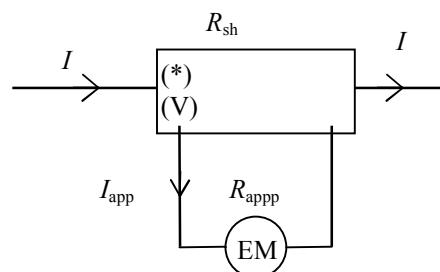 R_sh
I
I
(*)
(V)
I_app
R_appp
EM